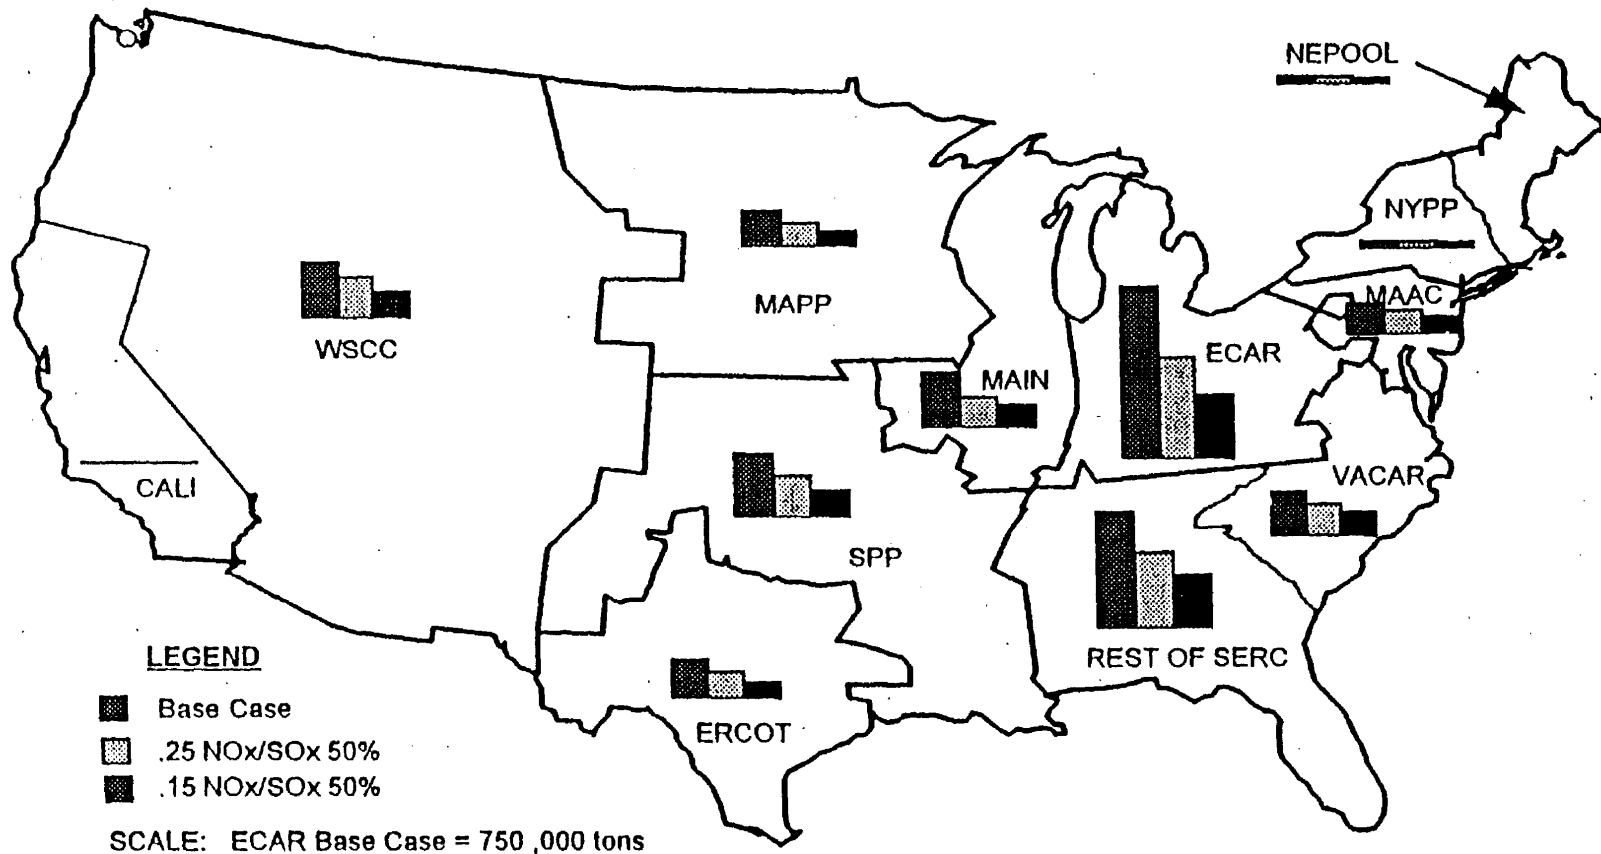 NEPOOL
NYPP
MAAC
MAPP
WSCC
ECAR
MAIN
VACAR
CALI
SPP
REST OF SERC
ERCOT
LEGEND
Base Case
.25 NOx/SOx 50%
.15 NOx/SOx 50%
SCALE: ECAR Base Case = 750 ,000 tons